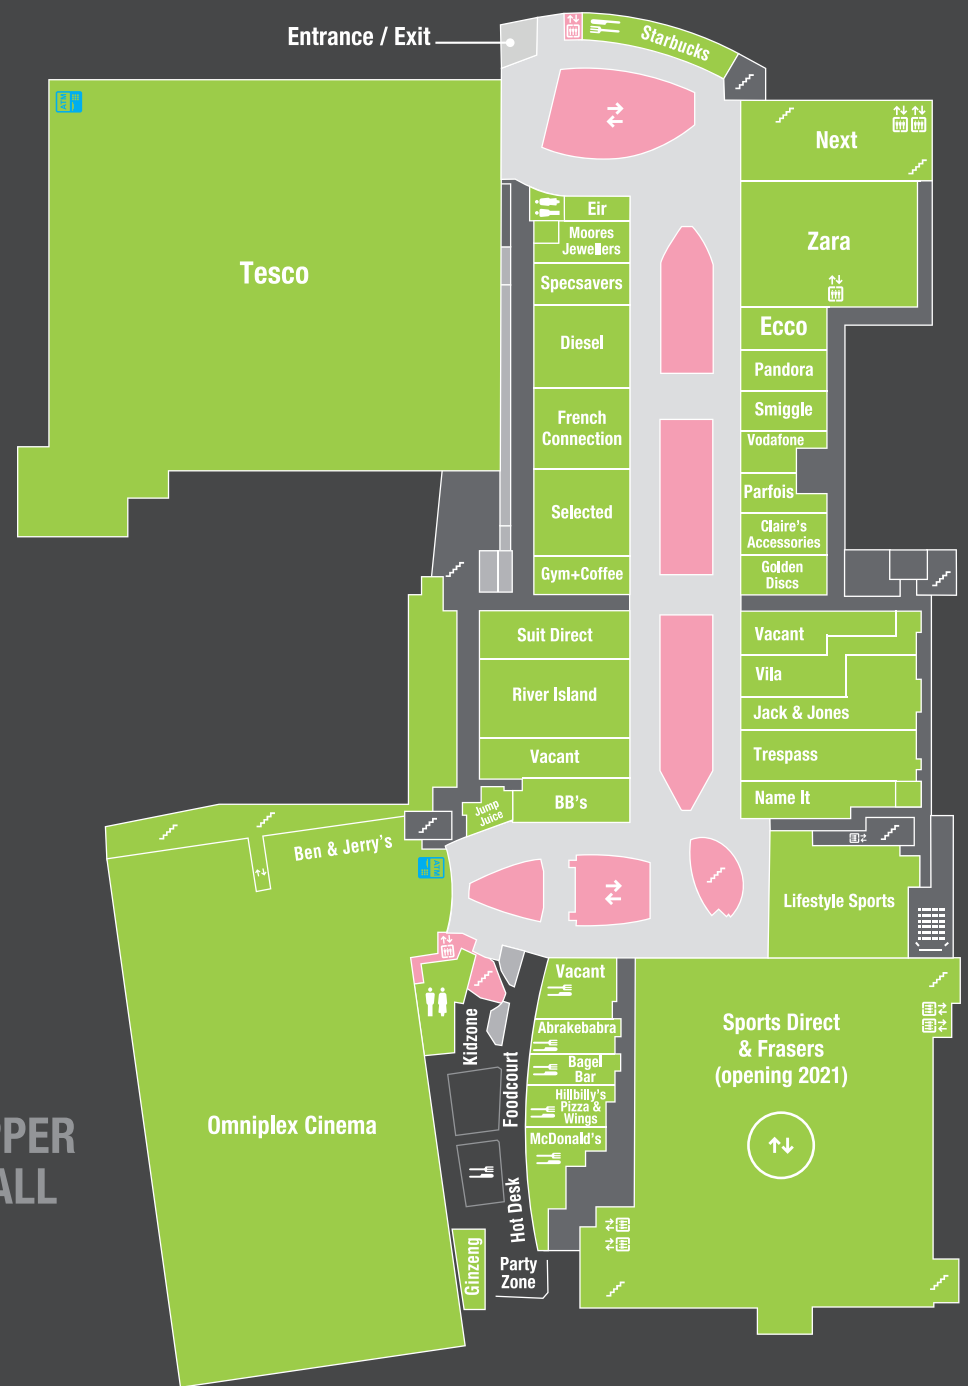 Entrance / Exit
Starbucks
ATM
Next
Eir
Moores
Jewellers
Zara
Tesco
Specsavers
Ecco
Diesel
Pandora
Smiggle
French
Connection
Vodafone
Parfois
Selected
Claire's
Accessories
Gym+Coffee
Golden
Discs
Suit Direct
Vacant
Vila
River Island
Jack & Jones
Vacant
Trespass
Name It
BB's
Jump
Juice
Ben & Jerry's
ATM
Lifestyle Sports
Vacant
Kidzone
Abrakebabra
Sports Direct
& Frasers
(opening 2021)
Bagel
Bar
Foodcourt
Hillbilly's
Pizza &
Wings
Omniplex Cinema
McDonald's
PPER
ALL
Hot Desk
Ginzeng
Party
Zone